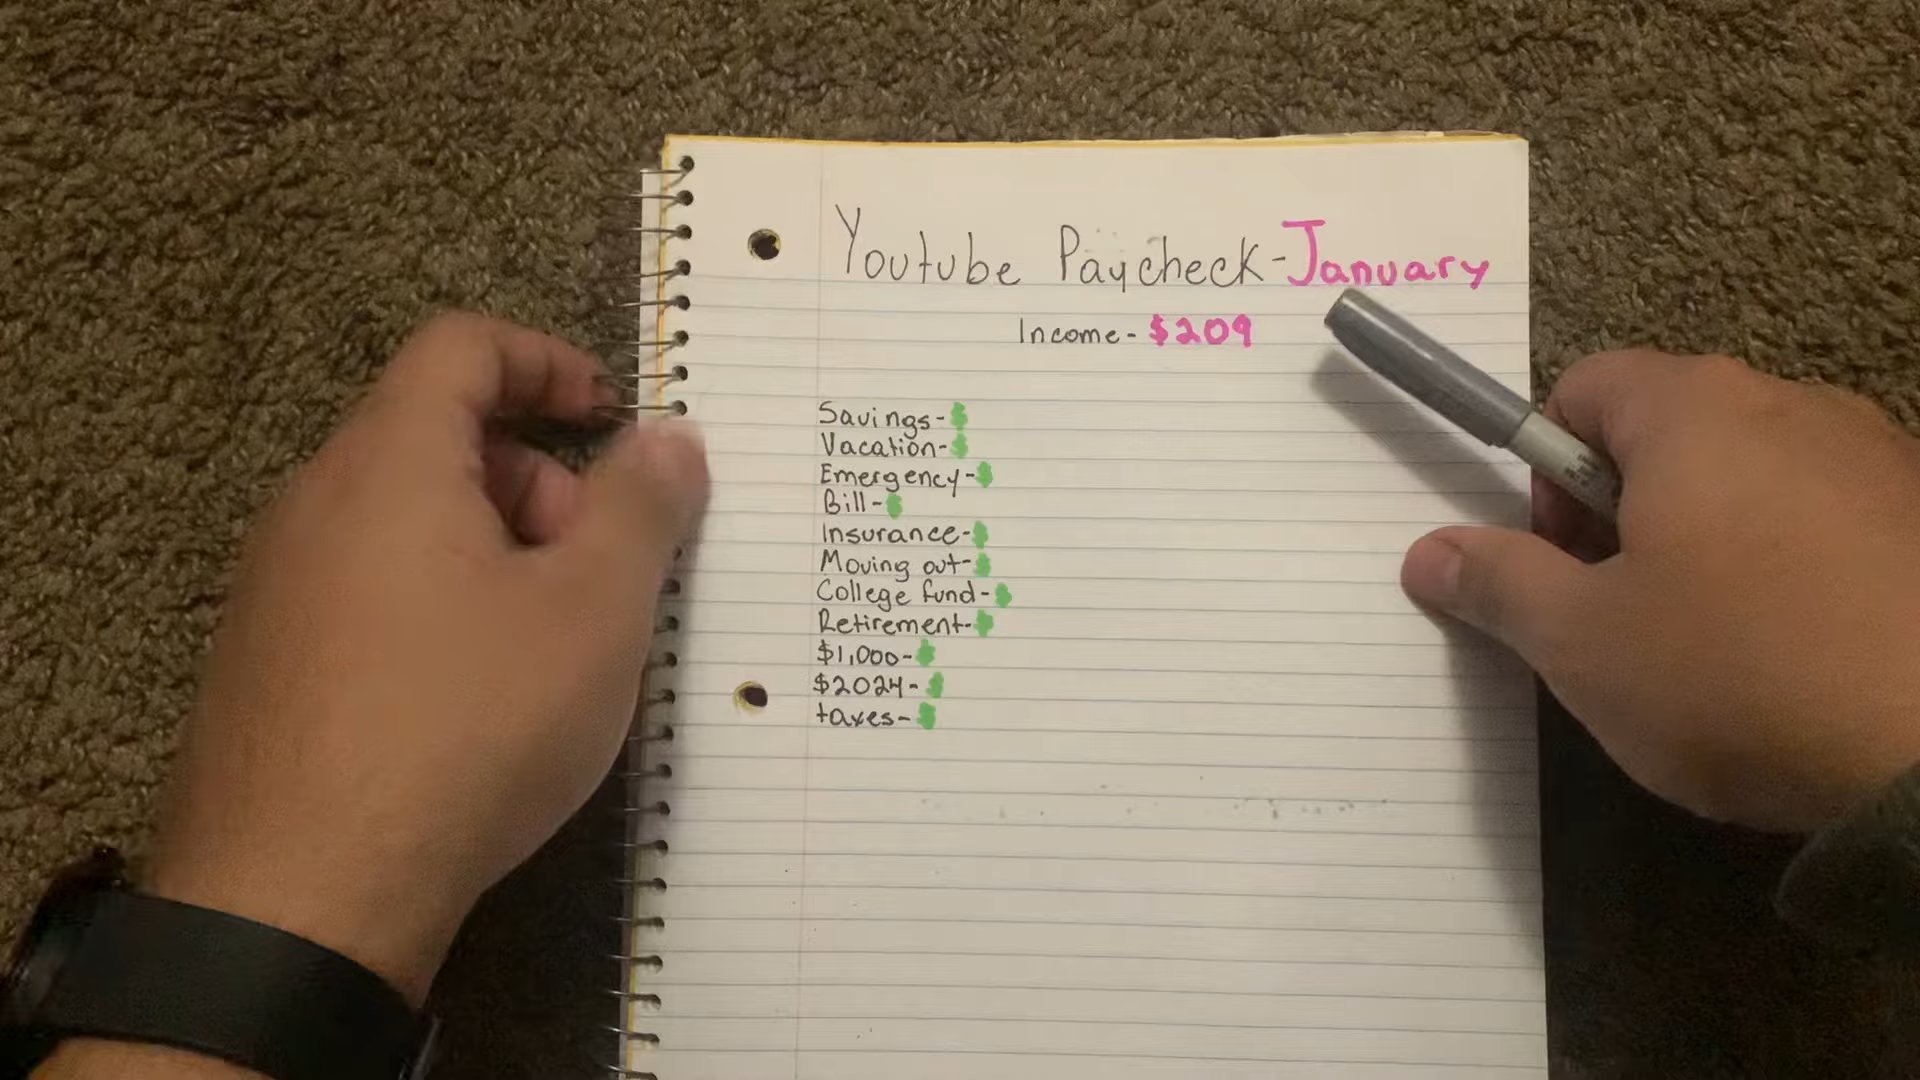 Youtube Paycheck-January
Income-$209
Savings-$
Vacation-$
Emergency-$
Bill-$
Insurance-$
Moving out-$
College fund-$
Retirement-$
$1,000-$
$2024-$
taxes-$